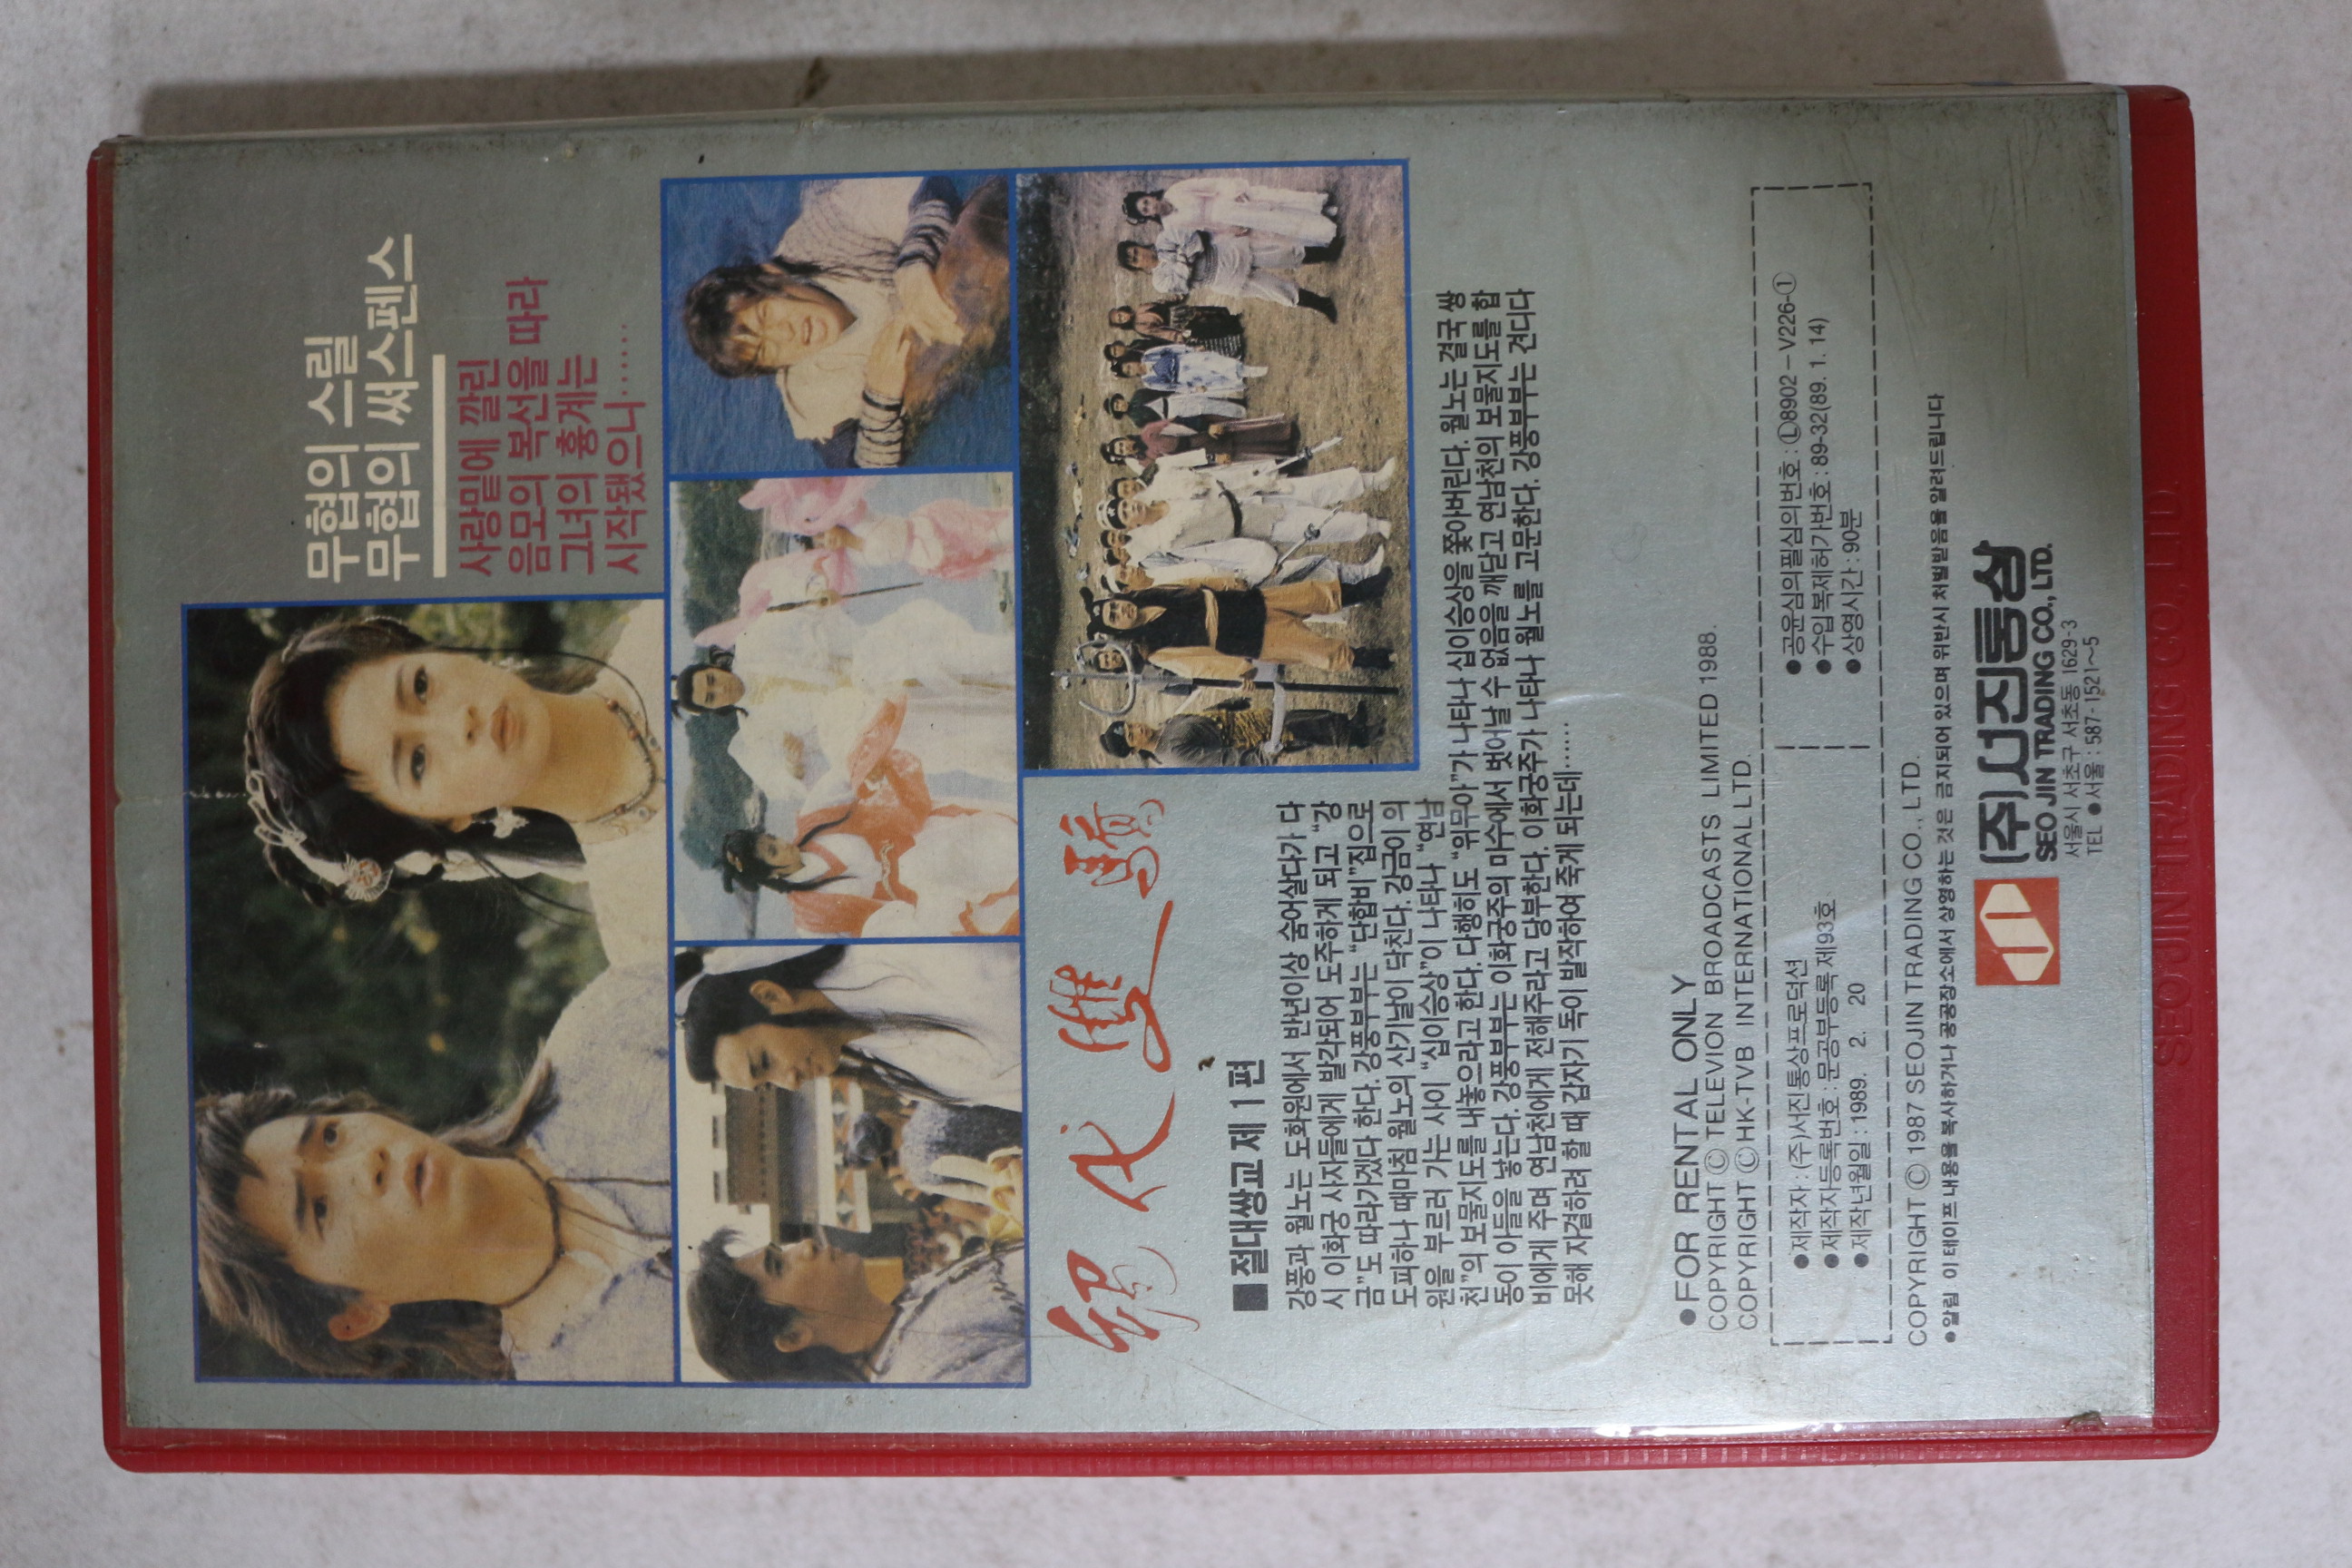 무협의 스릴
무협의 써스펜스
사랑밑에 깔린
음모의 복선을 따라
그녀의 흉계는
시작됐으니……
絕代雙驕
■ 절대쌍교 제 1 편
강풍과 월노는 도화원에서 반년이상 숨어살다가 다
시 이화궁 사자들에게 발각되어 도주하게 되고 “강
금”도 따라가겠다 한다. 강풍부부는 “단합비”집으로
도피하나 때마침 월노의 산기날이 닥친다. 강금이 의
원을 부르러 가는 사이 “십이승상”이 나타나 “연남
천”의 보물지도를 내놓으라고 한다. 다행히도 “위무아”가 나타나 십이승상을 쫓아버린다. 월노는 결국 쌍
동이 아들을 낳는다. 강풍부부는 이화궁주의 마수에서 벗어날 수 없음을 깨닫고 연남천의 보물지도를 합
비에게 주며 연남천에게 전해주라고 당부한다. 이화궁주가 나타나 월노를 고문한다. 강풍부부는 견디다
못해 자결하려 할 때 갑자기 독이 발작하여 죽게 되는데……
●FOR RENTAL ONLY
COPYRIGHT Ⓒ TELEVION BROADCASTS LIMITED 1988.
COPYRIGHT Ⓒ HK-TVB INTERNATIONAL LTD.
●제작자 : (주)서진통상프로덕션
●제작자등록번호 : 문공부등록 제93호
●제작년월일 : 1989. 2. 20
●공윤심의필심의번호 : Ⓛ8902－V226-①
●수입복제허가번호 : 89-32(89. 1. 14)
●상영시간 : 90분
COPYRIGHT Ⓒ 1987 SEOJIN TRADING CO., LTD.
●알림 이 테이프 내용을 복사하거나 공공장소에서 상영하는 것은 금지되어 있으며 위반시 처벌받음을 알려드립니다
(주)서진통상
SEO JIN TRADING CO., LTD.
서울시 서초구 서초동 1629-3
TEL ● 서울 : 587-1521～5
SEO JIN TRADING CO., LTD.